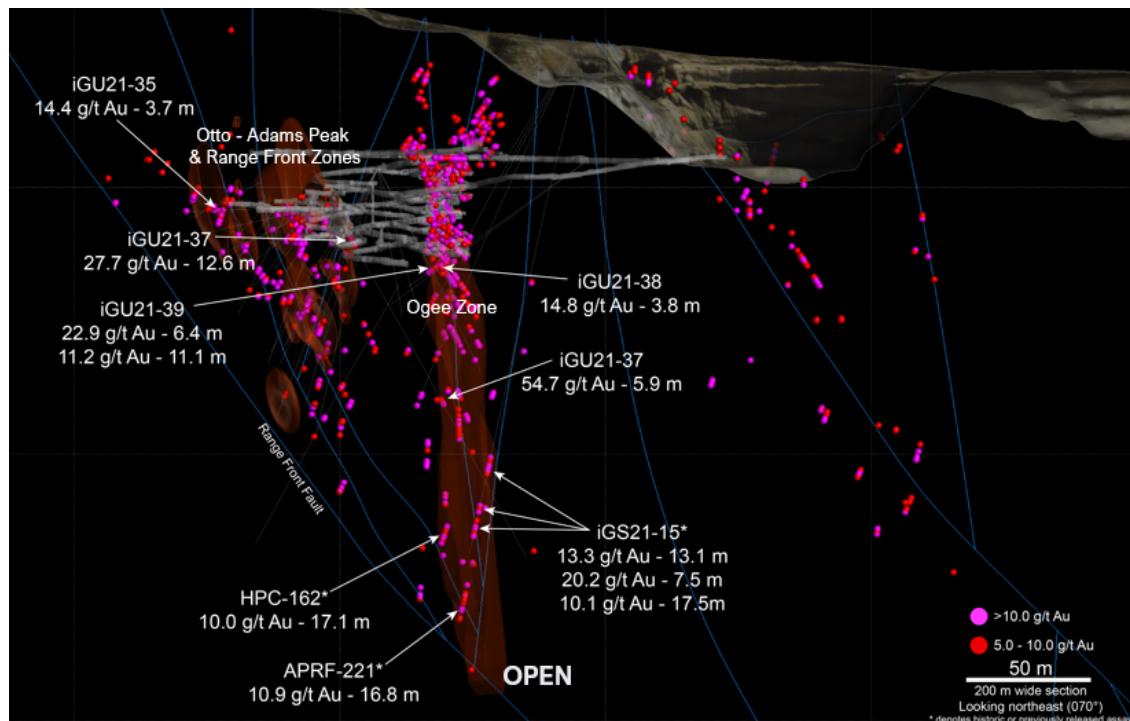 iGU21-35
14.4 g/t Au - 3.7 m
Otto - Adams Peak
& Range Front Zones
iGU21-37
27.7 g/t Au - 12.6 m
iGU21-39
22.9 g/t Au - 6.4 m
11.2 g/t Au - 11.1 m
iGU21-38
14.8 g/t Au - 3.8 m
Ogee Zone
iGU21-37
54.7 g/t Au - 5.9 m
Range Front Fault
iGS21-15*
13.3 g/t Au - 13.1 m
20.2 g/t Au - 7.5 m
10.1 g/t Au - 17.5m
HPC-162*
10.0 g/t Au - 17.1 m
APRF-221*
10.9 g/t Au - 16.8 m
OPEN
>10.0 g/t Au
5.0 - 10.0 g/t Au
50 m
200 m wide section
Looking northeast (070°)
* denotes historic or previously released assay